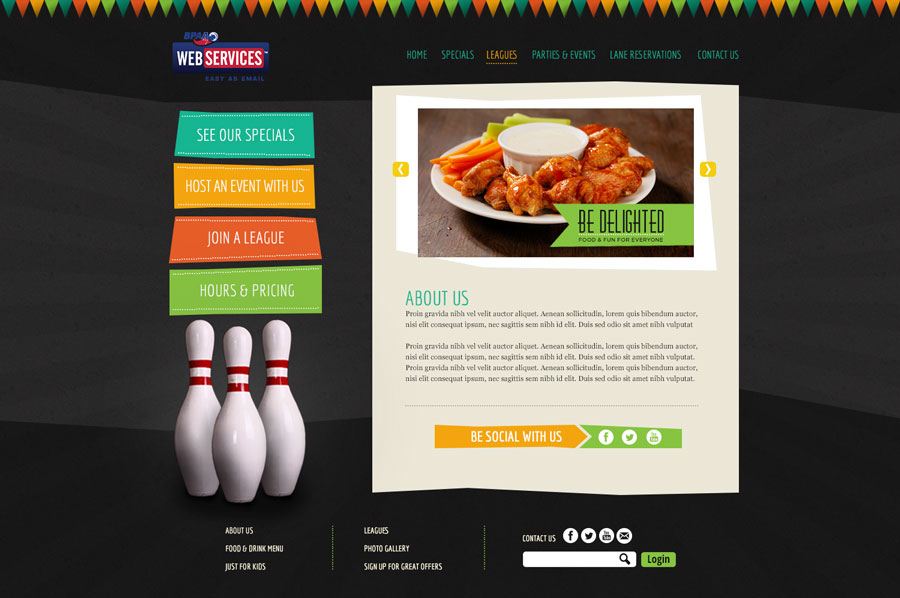 BPAA
WEB SERVICES
EASY AD EMAIL
HOME SPECIALS LEAGUES PARTIES & EVENTS LANE RESERVATIONS CONTACT US
SEE OUR SPECIALS
HOST AN EVENT WITH US
JOIN A LEAGUE
HOURS & PRICING
BE DELIGHTED
FOOD & FUN FOR EVERYONE
ABOUT US
Proin gravida nibh vel velit auctor aliquet. Aenean sollicitudin, lorem quis bibendum auctor,
nisi elit consequat ipsum, nec sagittis sem nibh id elit. Duis sed odio sit amet nibh vulputat
Proin gravida nibh vel velit auctor aliquet. Aenean sollicitudin, lorem quis bibendum auctor,
nisi elit consequat ipsum, nec sagittis sem nibh id elit. Duis sed odio sit amet nibh vulputat.
Proin gravida nibh vel velit auctor aliquet. Aenean sollicitudin, lorem quis bibendum auctor,
nisi elit consequat ipsum, nec sagittis sem nibh id elit. Duis sed odio sit amet nibh vulputat.
BE SOCIAL WITH US
You Tube
ABOUT US
FOOD & DRINK MENU
JUST FOR KIDS
LEAGUES
PHOTO GALLERY
SIGN UP FOR GREAT OFFERS
CONTACT US
You Tube
Login